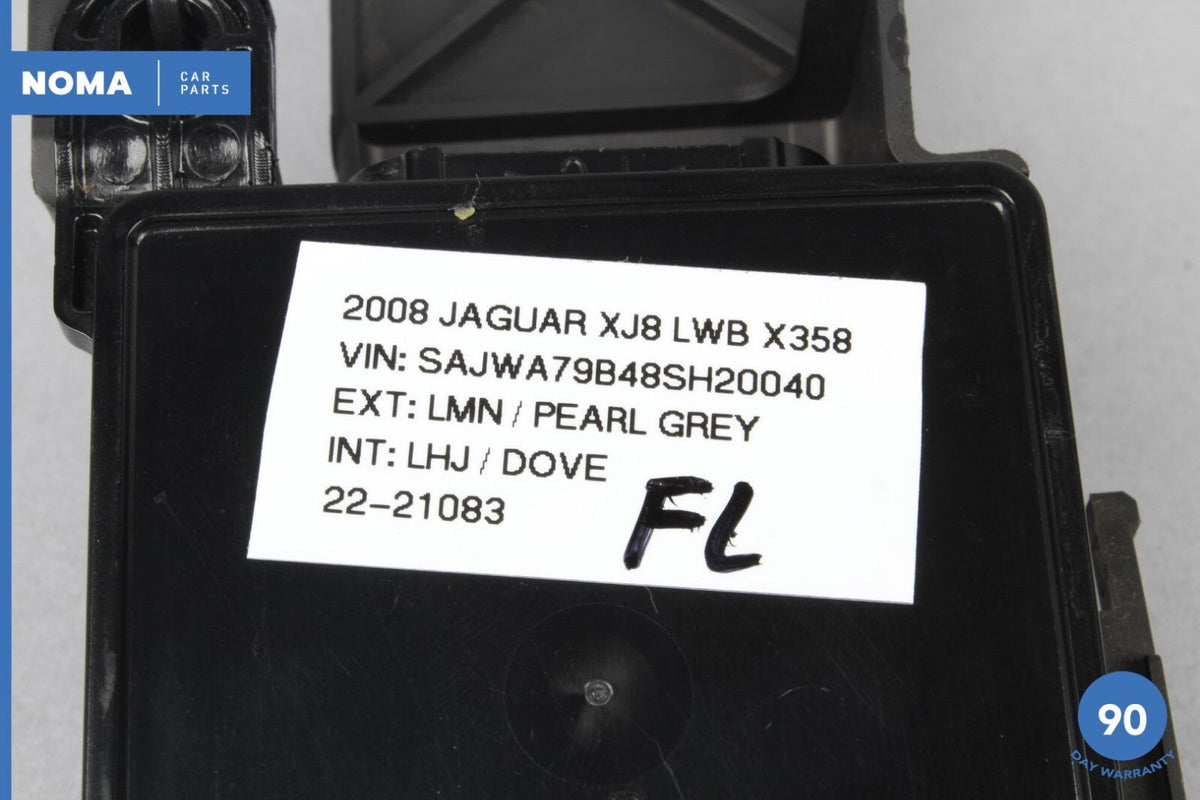 NOMA CAR PARTS
2008 JAGUAR XJ8 LWB X358
VIN: SAJWA79B48SH20040
EXT: LMN / PEARL GREY
INT: LHJ / DOVE
22-21083
FL
90
DAY WARRANTY